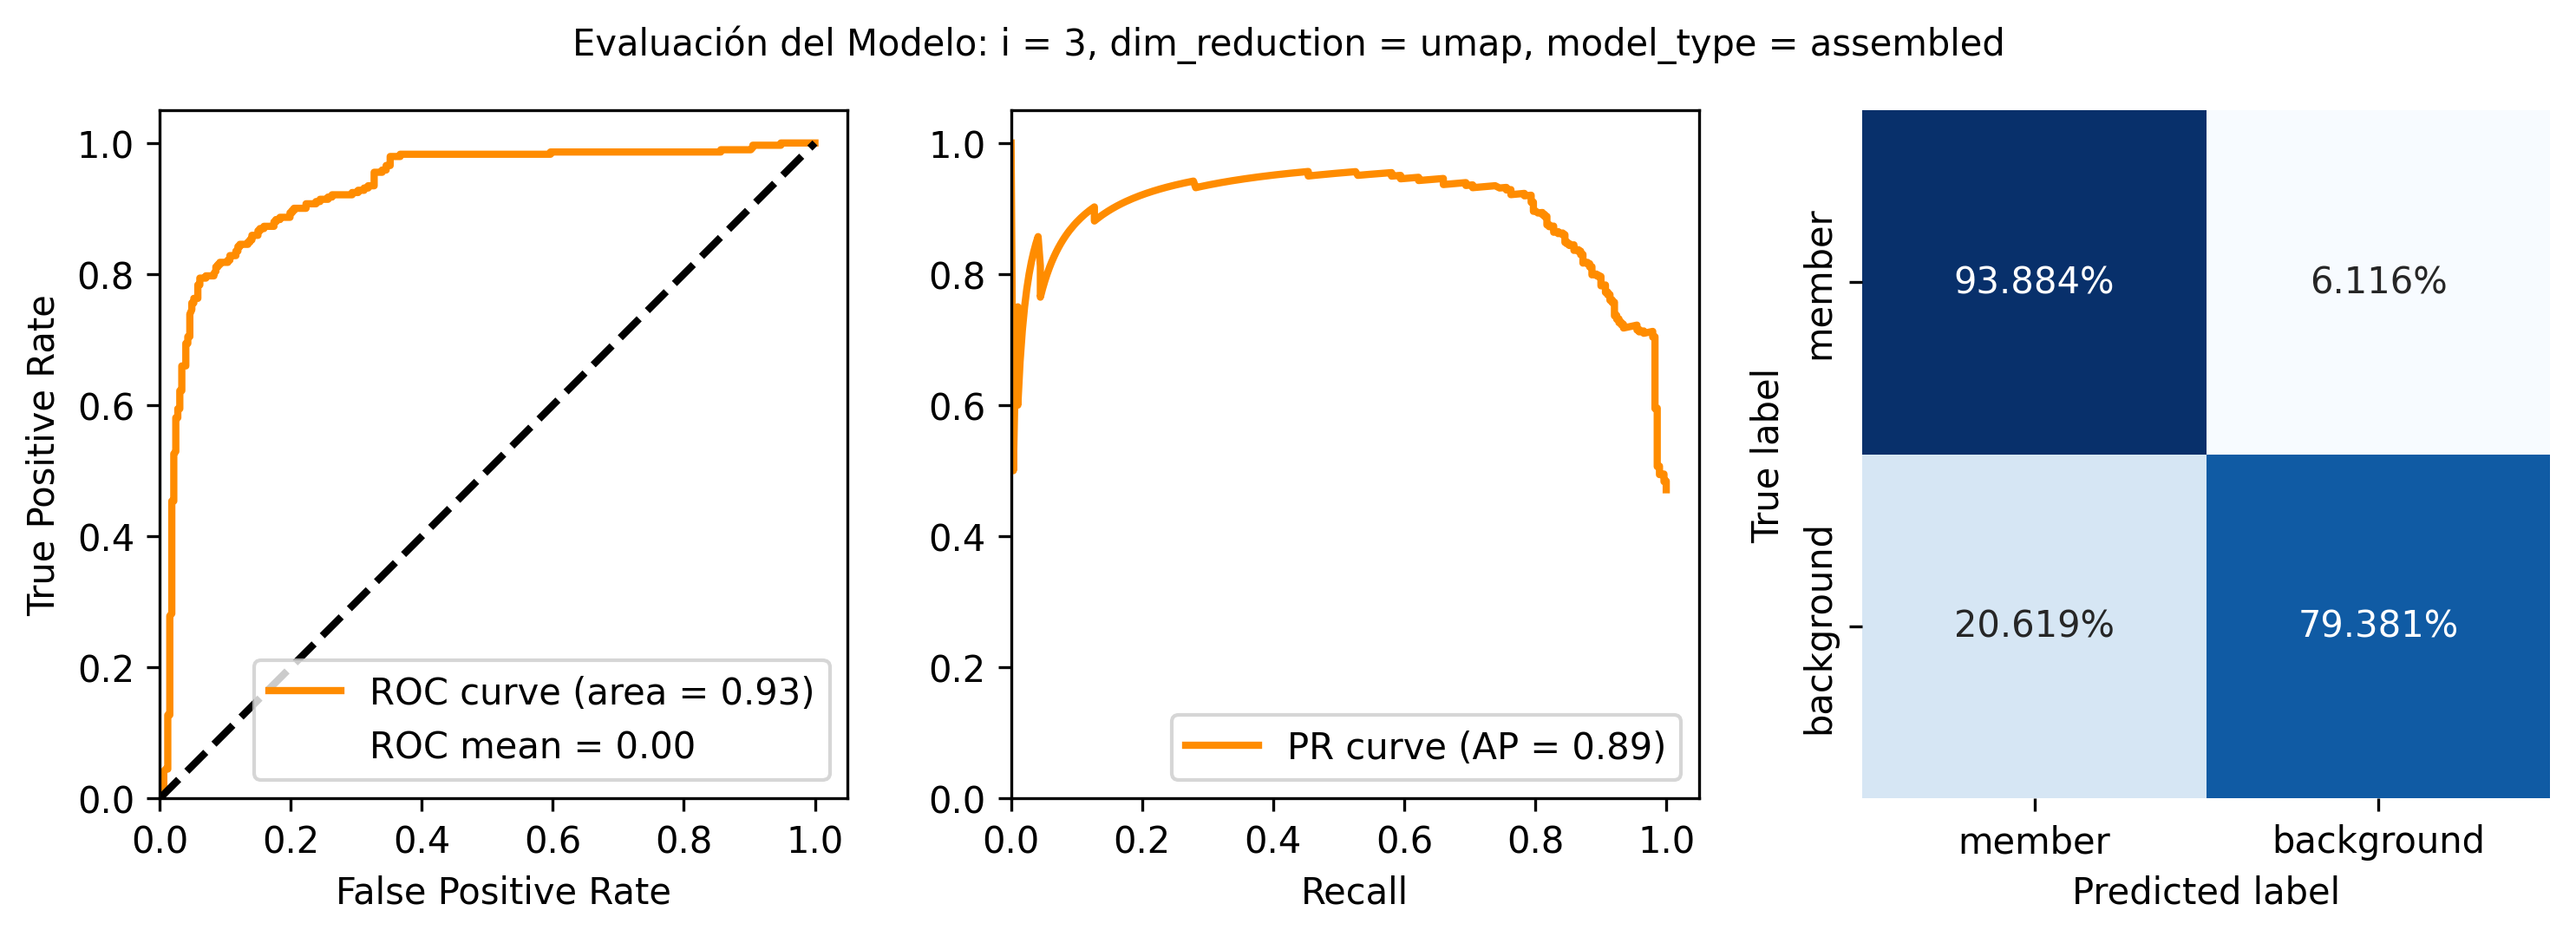 Evaluación del Modelo: i = 3, dim_reduction = umap, model_type = assembled
True Positive Rate
1.0
0.8
0.6
0.4
0.2
0.0
ROC curve (area = 0.93)
ROC mean = 0.00
0.0 0.2 0.4 0.6 0.8 1.0
False Positive Rate
1.0
0.8
0.6
0.4
0.2
0.0
PR curve (AP = 0.89)
0.0 0.2 0.4 0.6 0.8 1.0
Recall
True label
member
background
93.884% 6.116%
20.619% 79.381%
member background
Predicted label